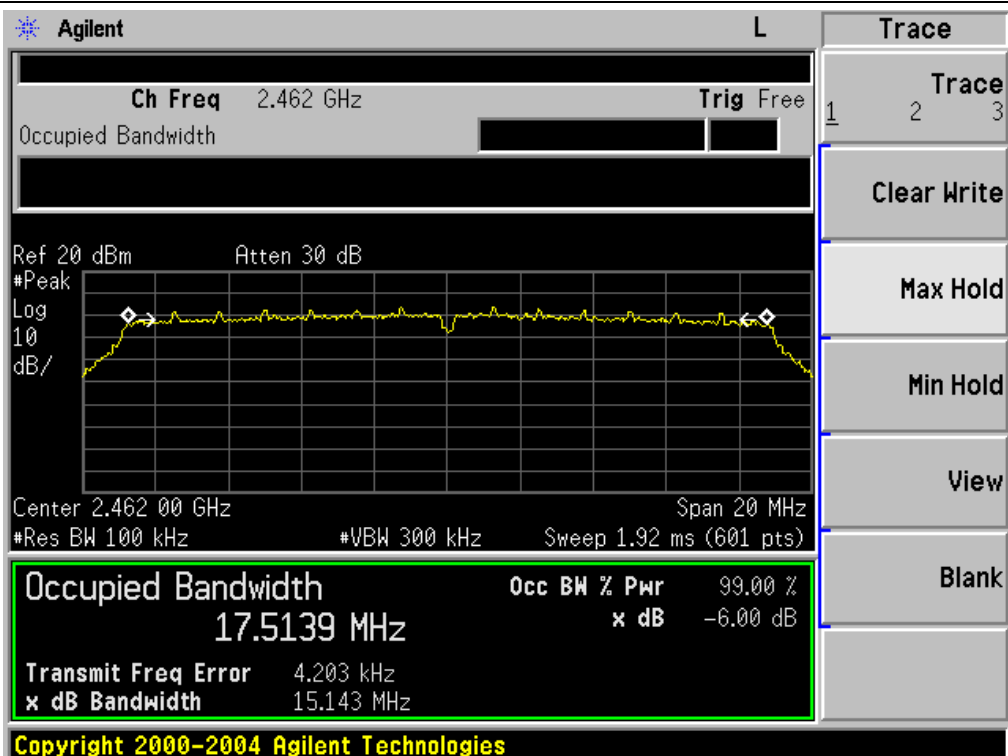 Agilent L
Ch Freq 2.462 GHz Trig Free
Occupied Bandwidth
Ref 20 dBm Atten 30 dB
#Peak
Log
10
dB/
Center 2.462 00 GHz Span 20 MHz
#Res BW 100 kHz #VBW 300 kHz Sweep 1.92 ms (601 pts)
Occupied Bandwidth
17.5139 MHz
Occ BW % Pwr 99.00 %
x dB -6.00 dB
Transmit Freq Error 4.203 kHz
x dB Bandwidth 15.143 MHz
Copyright 2000-2004 Agilent Technologies
Trace
Trace
1 2 3
Clear Write
Max Hold
Min Hold
View
Blank